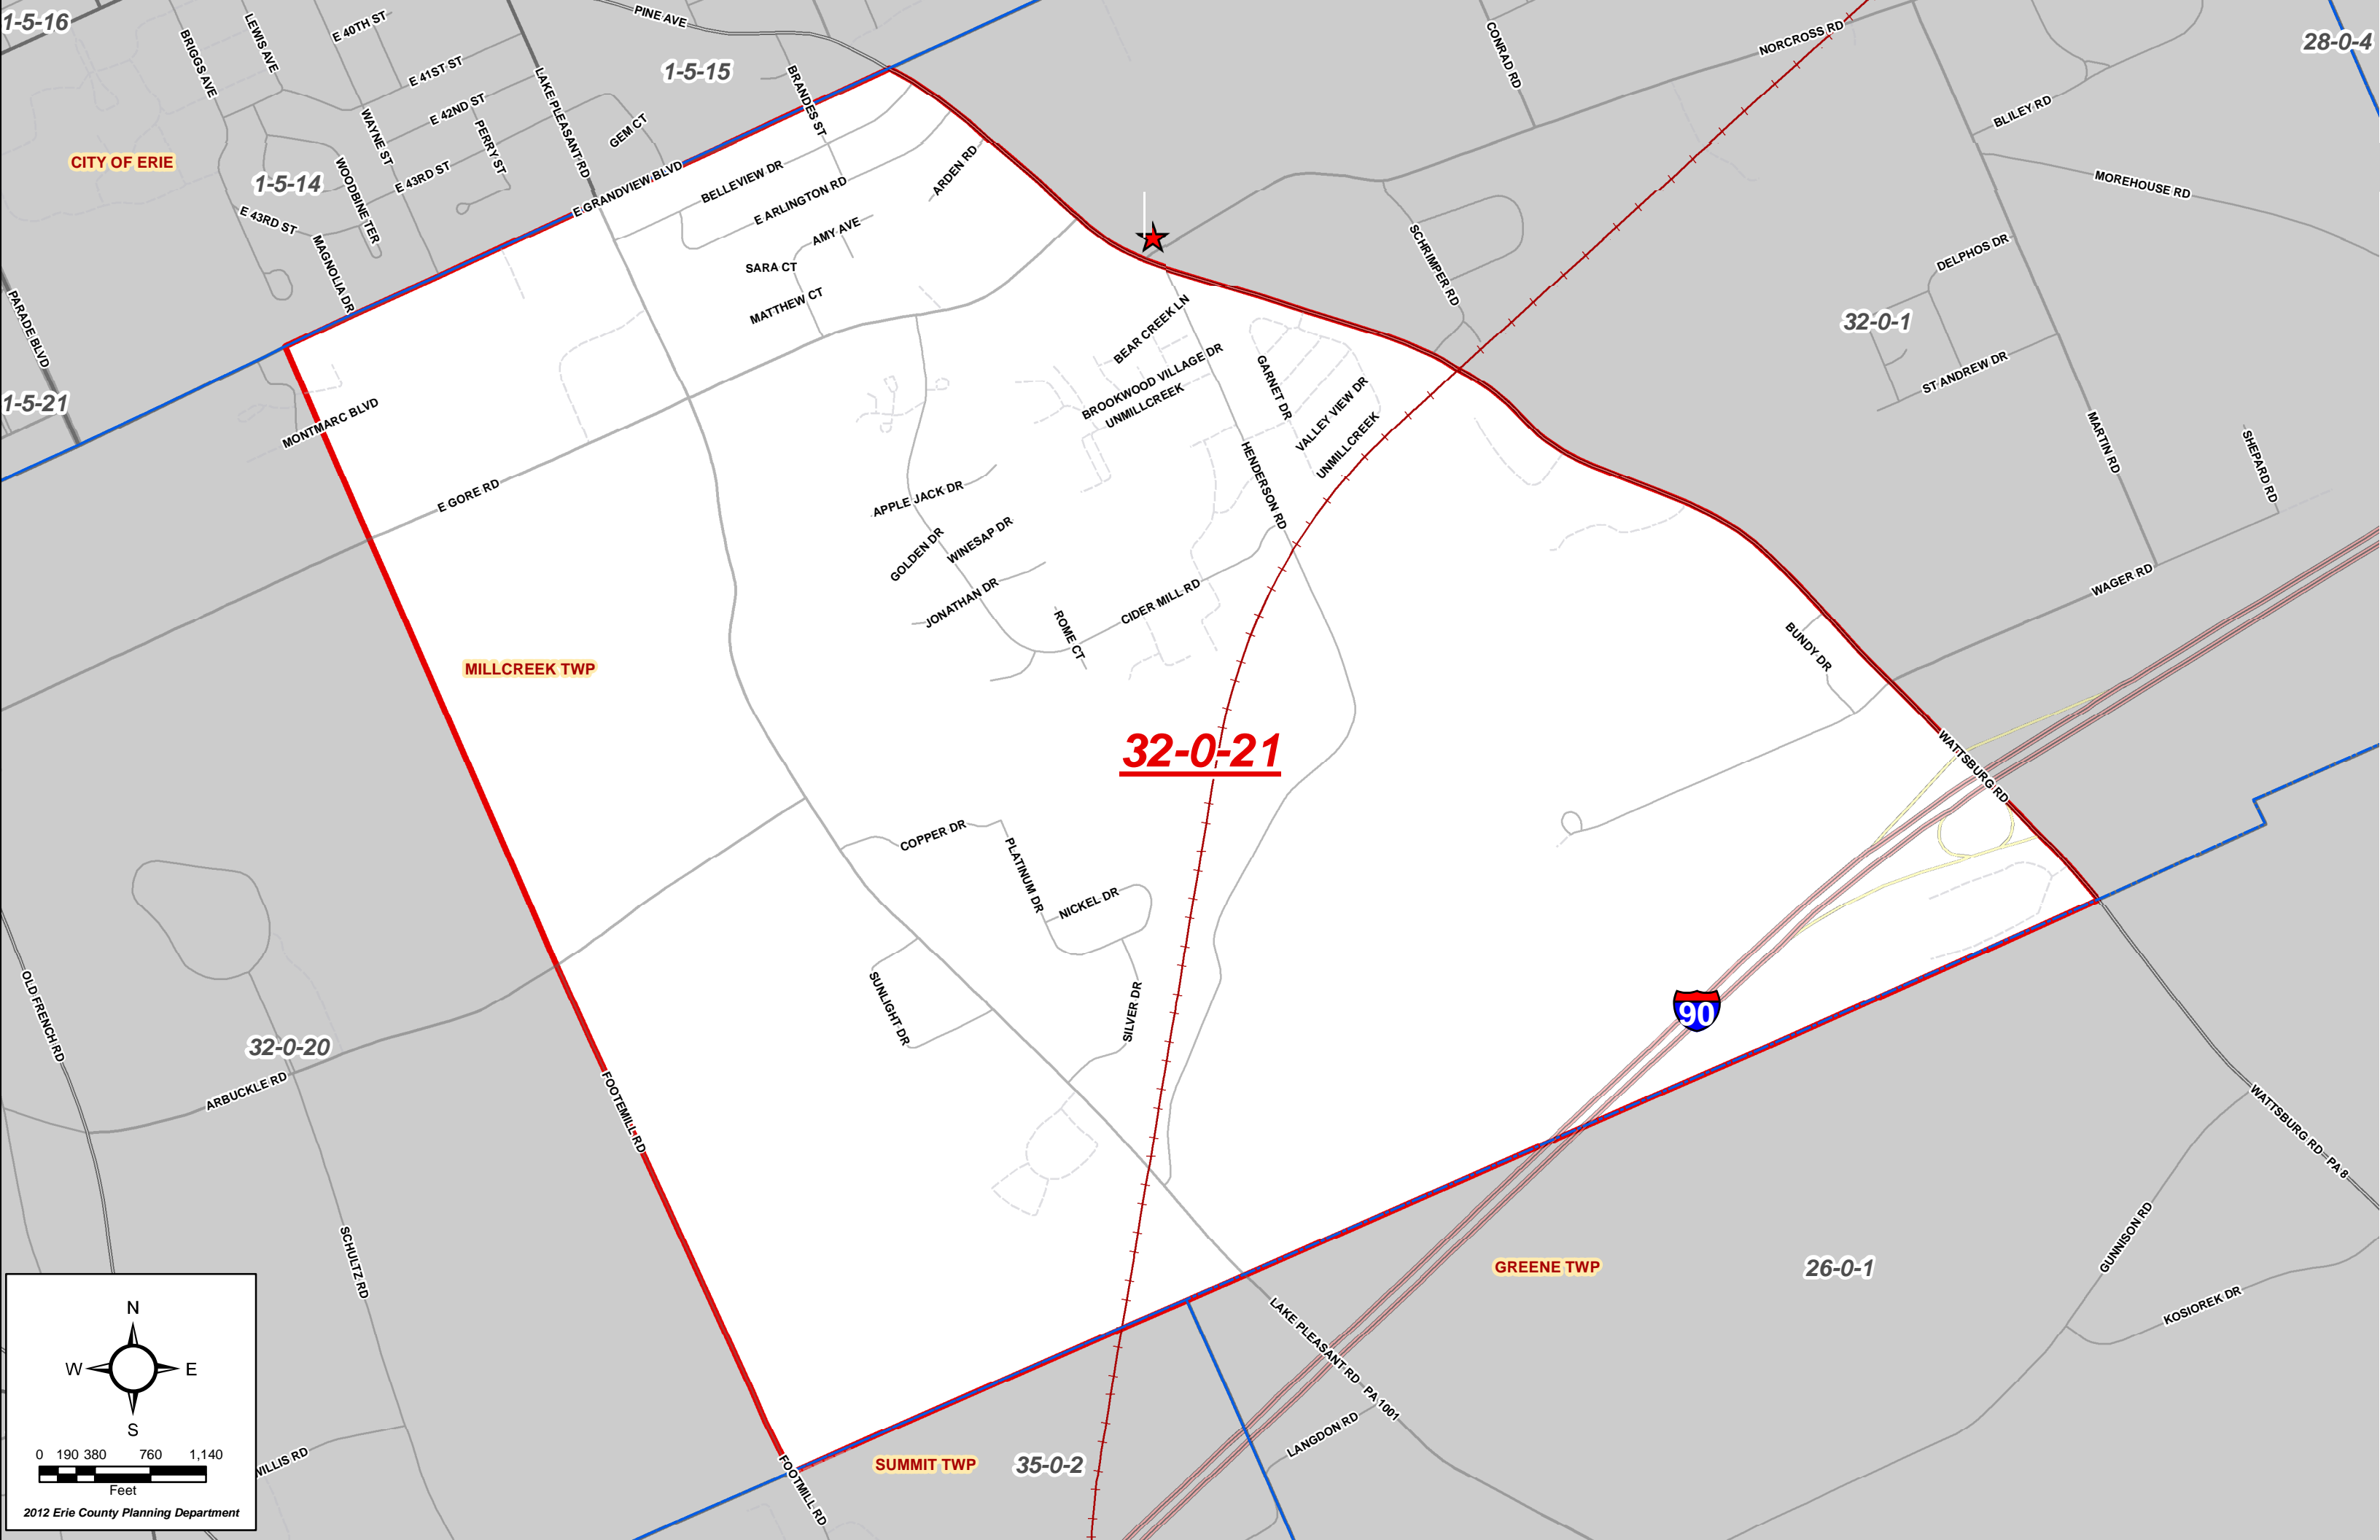 1-5-16
BRIGGS AVE
LEWIS AVE
E 40TH ST
E 41ST ST
E 42ND ST
PINE AVE
1-5-15
BRANDES ST
LAKE PLEASANT RD
CONRAD RD
NORCROSS RD
28-0-4
BLILEY RD
MOREHOUSE RD
CITY OF ERIE
WAYNE ST
PERRY ST
GEM CT
1-5-14
WOODBINE TER
E 43RD ST
E 43RD ST
E GRANDVIEW BLVD
BELLEVIEW DR
E ARLINGTON RD
ARDEN RD
AMY AVE
SARA CT
MATTHEW CT
MAGNOLIA DR
PARADE BLVD
SCHRIMPER RD
DELPHOS DR
32-0-1
ST ANDREW DR
MARTIN RD
SHEPARD RD
1-5-21
MONTMARC BLVD
BEAR CREEK LN
BROOKWOOD VILLAGE DR
UNMILLCREEK
GARNET DR
VALLEY VIEW DR
UNMILLCREEK
HENDERSON RD
E GORE RD
APPLE JACK DR
GOLDEN DR
WINESAP DR
JONATHAN DR
ROME CT
CIDER MILL RD
WAGER RD
BUNDY DR
MILLCREEK TWP
32-0-21
WATTSBURG RD
COPPER DR
PLATINUM DR
NICKEL DR
SUNLIGHT DR
SILVER DR
90
OLD FRENCH RD
32-0-20
ARBUCKLE RD
FOOTEMILL RD
WATTSBURG RD
PA 8
SCHULTZ RD
GUNNISON RD
GREENE TWP
26-0-1
KOSIOREK DR
LAKE PLEASANT RD
PA 1001
LANGDON RD
SUMMIT TWP
35-0-2
FOOTMILL RD
WILLIS RD
N
W
E
S
0 190 380 760 1,140
Feet
2012 Erie County Planning Department